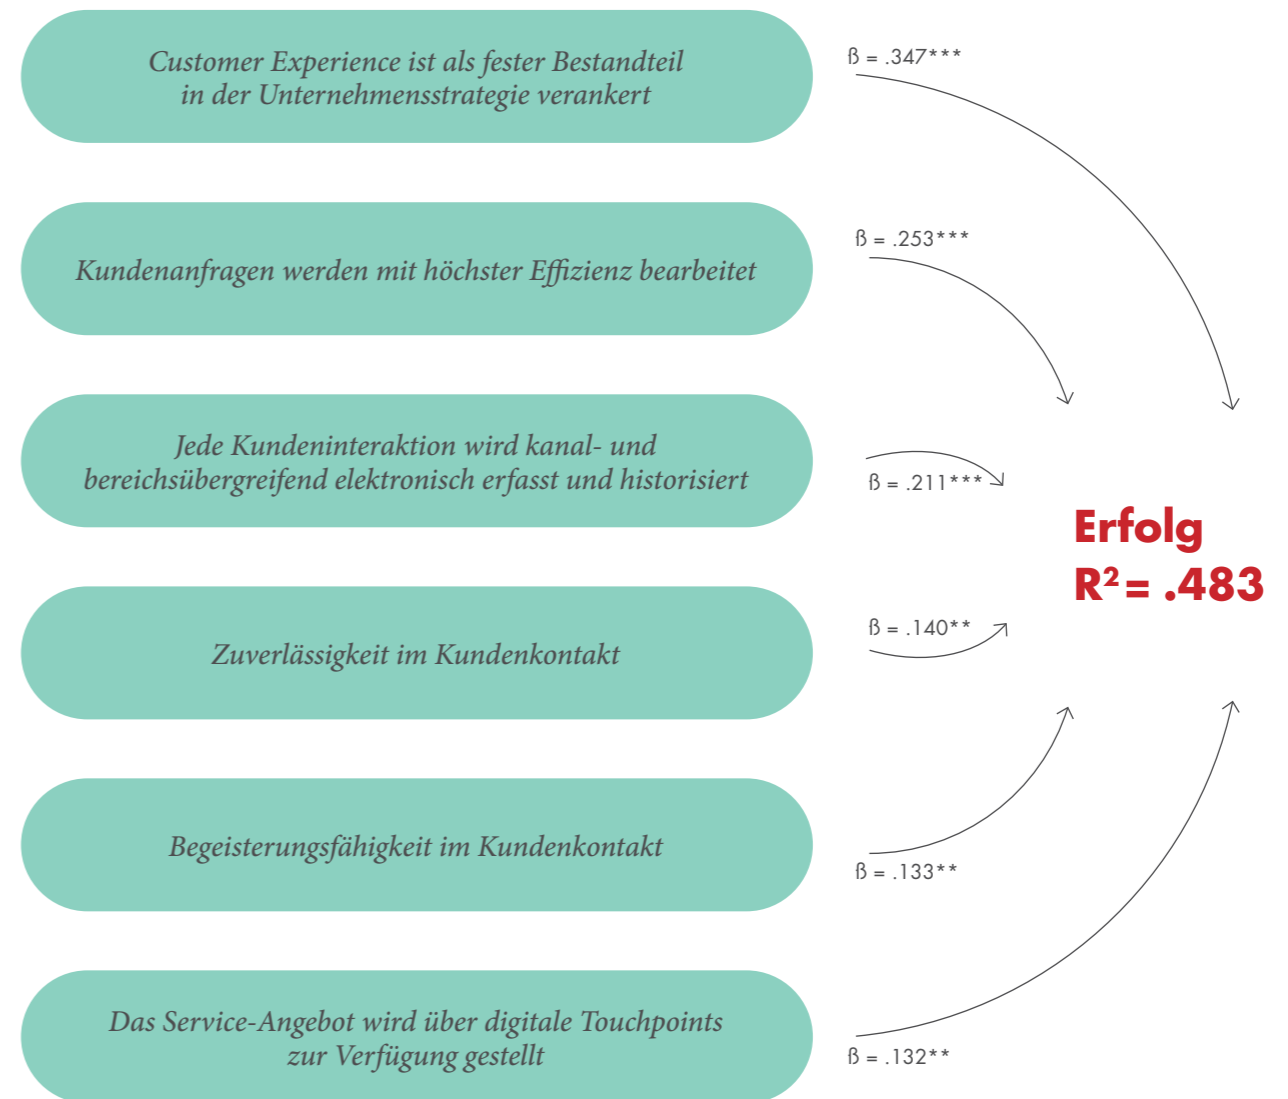 Customer Experience ist als fester Bestandteil
in der Unternehmensstrategie verankert
ß = .347***
Kundenanfragen werden mit höchster Effizienz bearbeitet
ß = .253***
Jede Kundeninteraktion wird kanal- und
bereichsübergreifend elektronisch erfasst und historisiert
ß = .211***
Erfolg
R² = .483
Zuverlässigkeit im Kundenkontakt
ß = .140**
Begeisterungsfähigkeit im Kundenkontakt
ß = .133**
Das Service-Angebot wird über digitale Touchpoints
zur Verfügung gestellt
ß = .132**